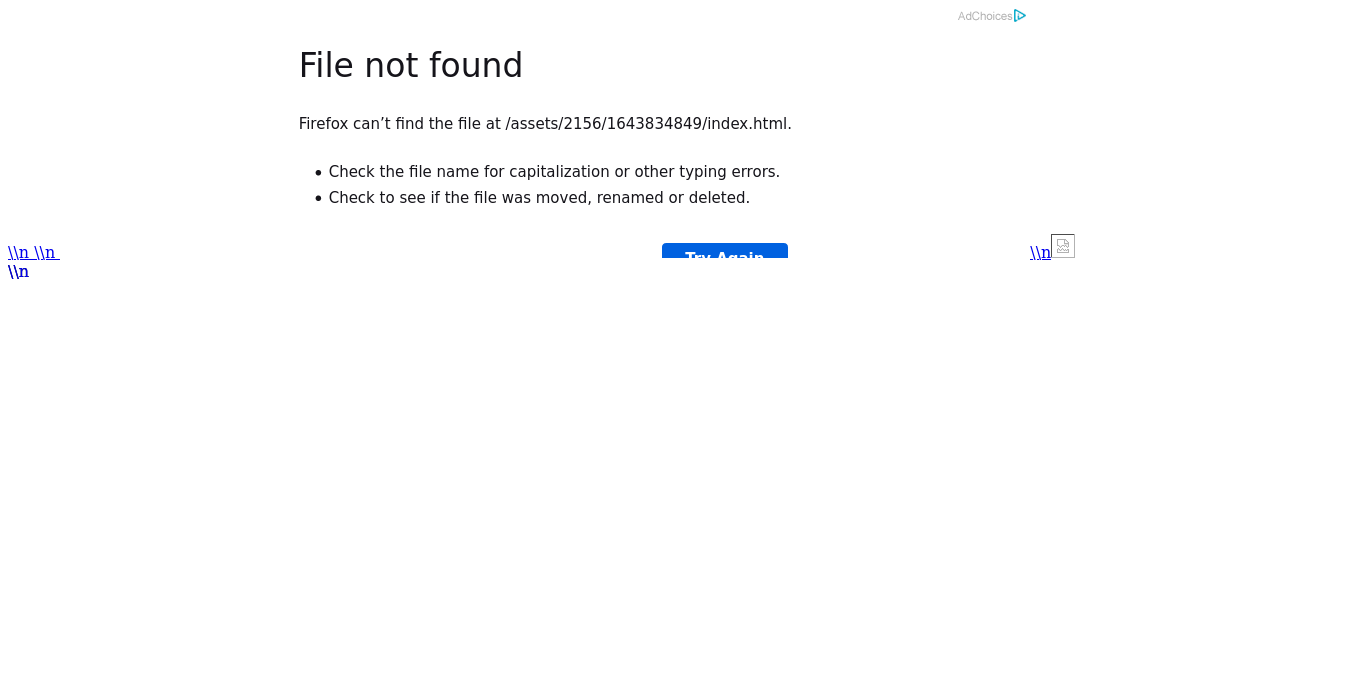 AdChoices
File not found
Firefox can’t find the file at /assets/2156/1643834849/index.html.
• Check the file name for capitalization or other typing errors.
• Check to see if the file was moved, renamed or deleted.
\\n \\n
Try Again
\\n
\\n